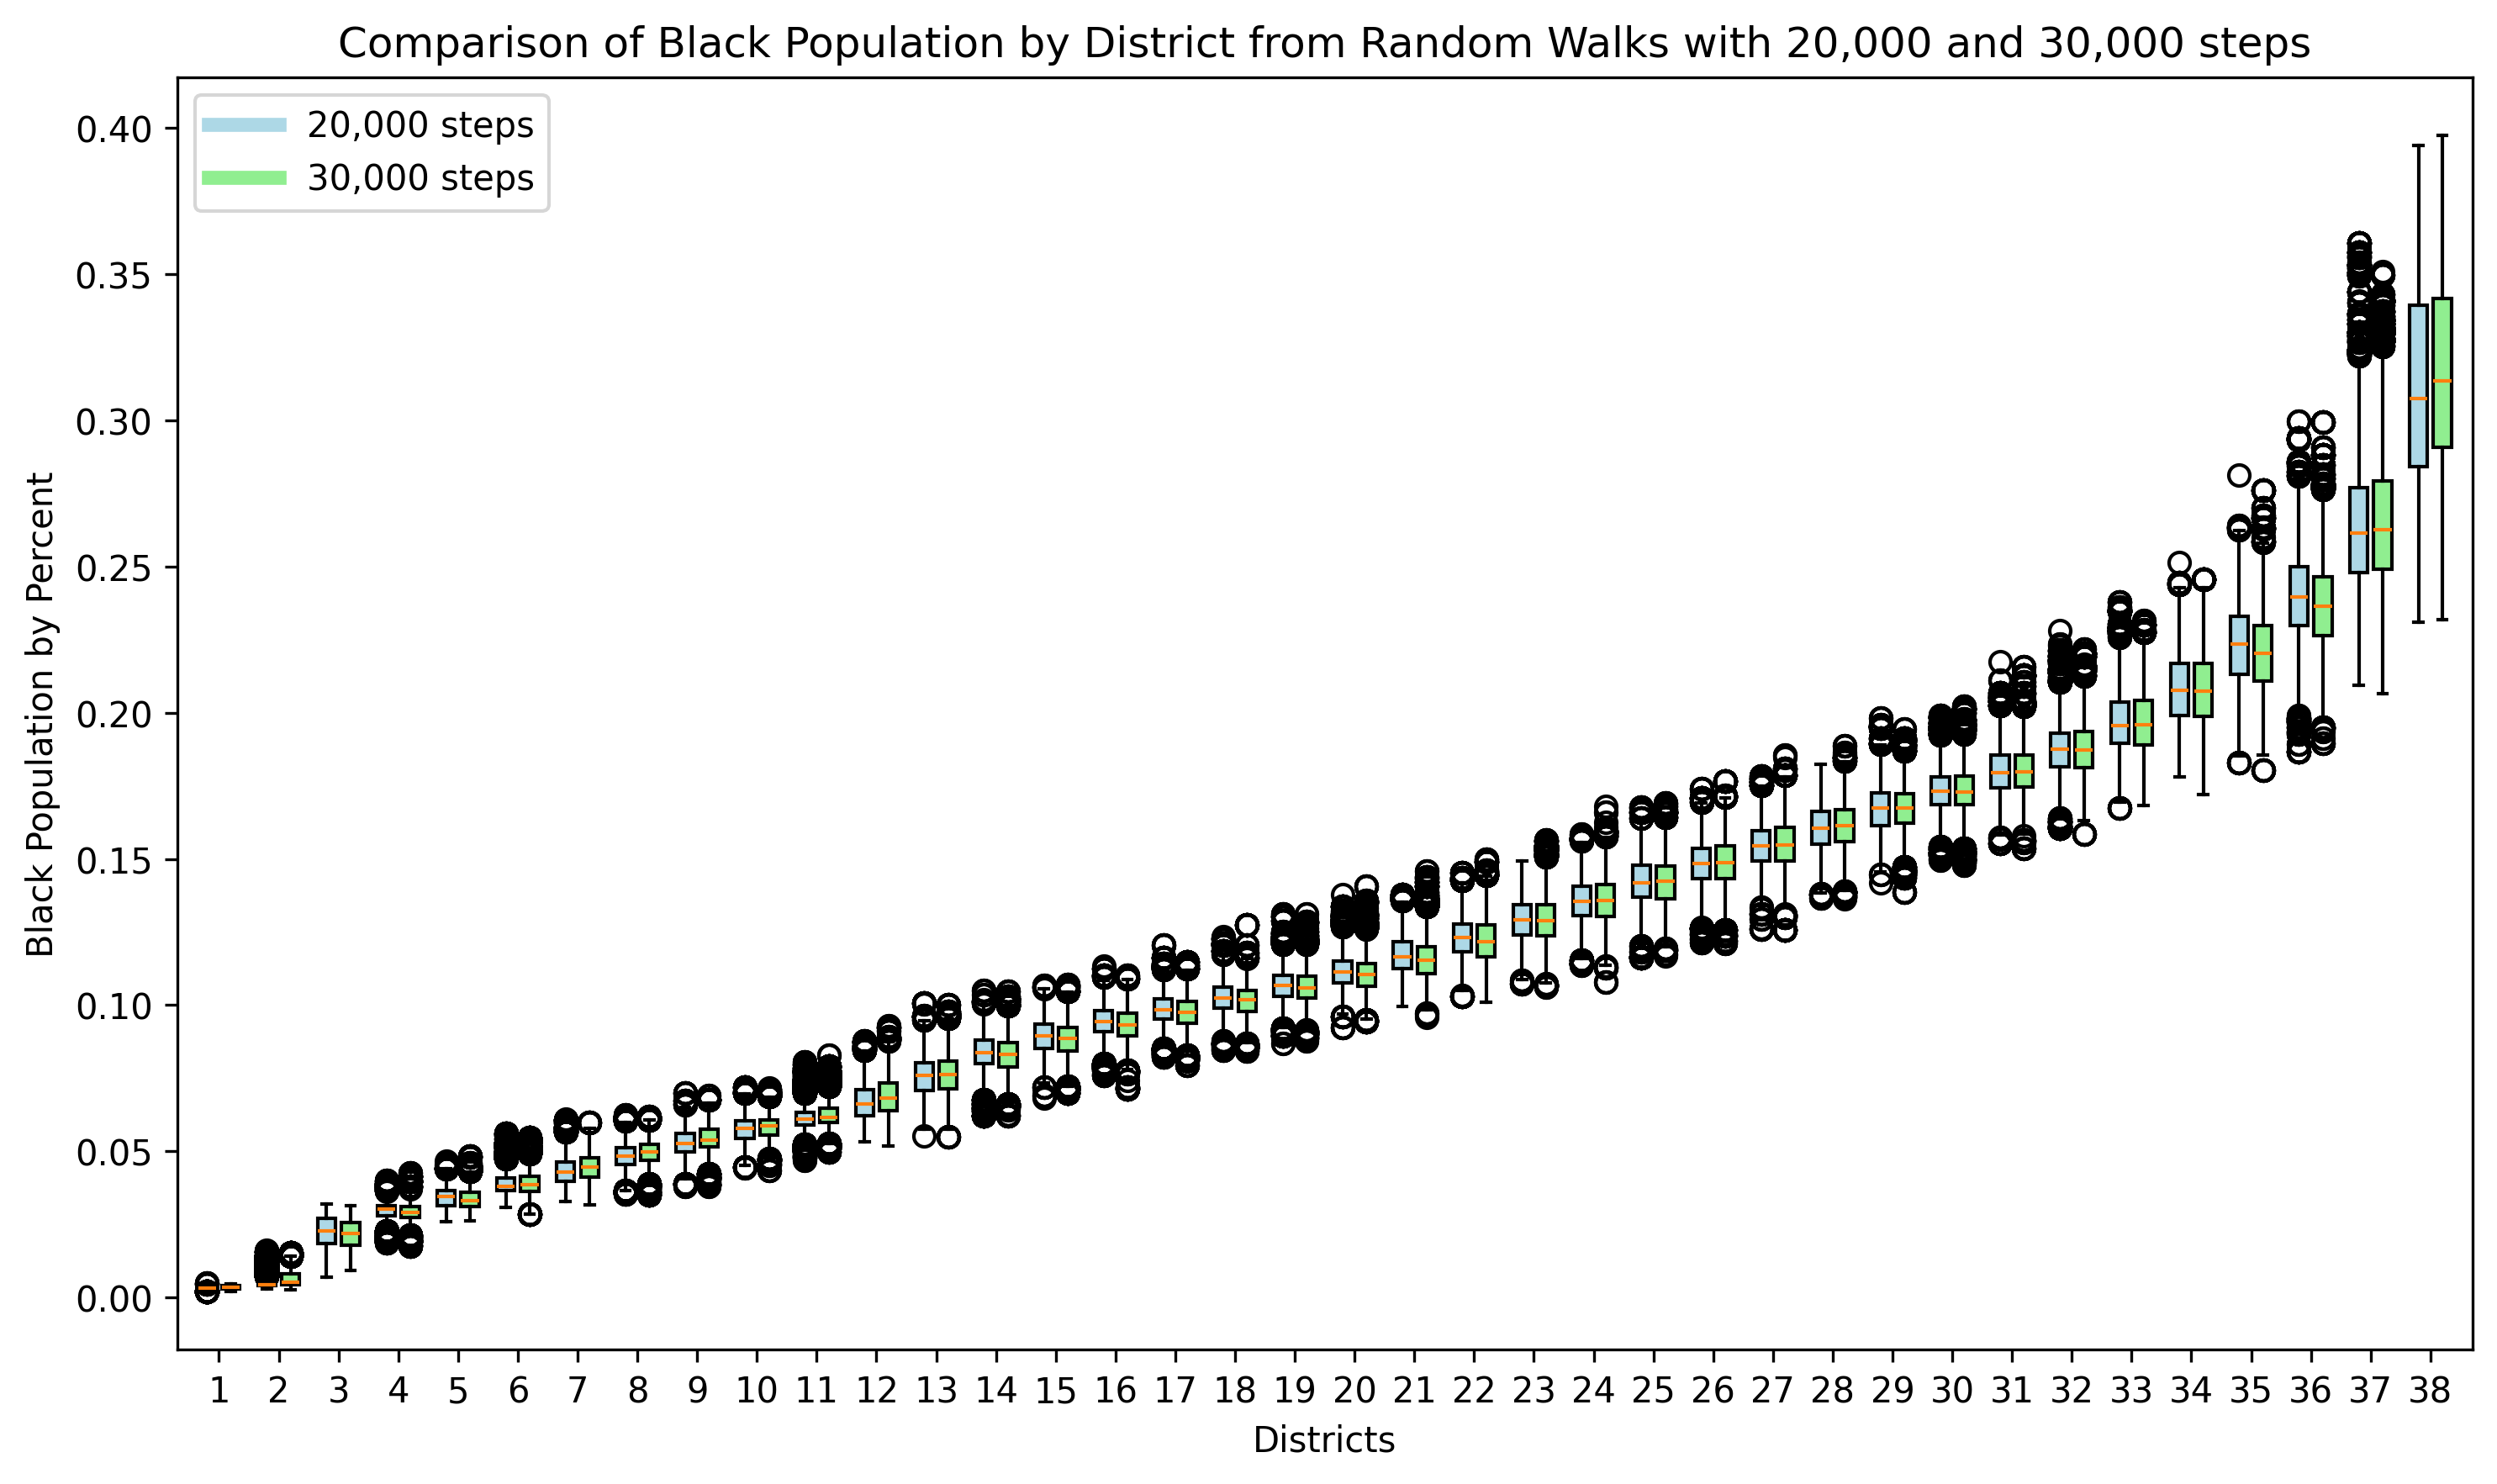 Comparison of Black Population by District from Random Walks with 20,000 and 30,000 steps
20,000 steps
30,000 steps
0.40
0.35
0.30
0.25
0.20
0.15
0.10
0.05
0.00
Black Population by Percent
1 2 3 4 5 6 7 8 9 10 11 12 13 14 15 16 17 18 19 20 21 22 23 24 25 26 27 28 29 30 31 32 33 34 35 36 37 38
Districts